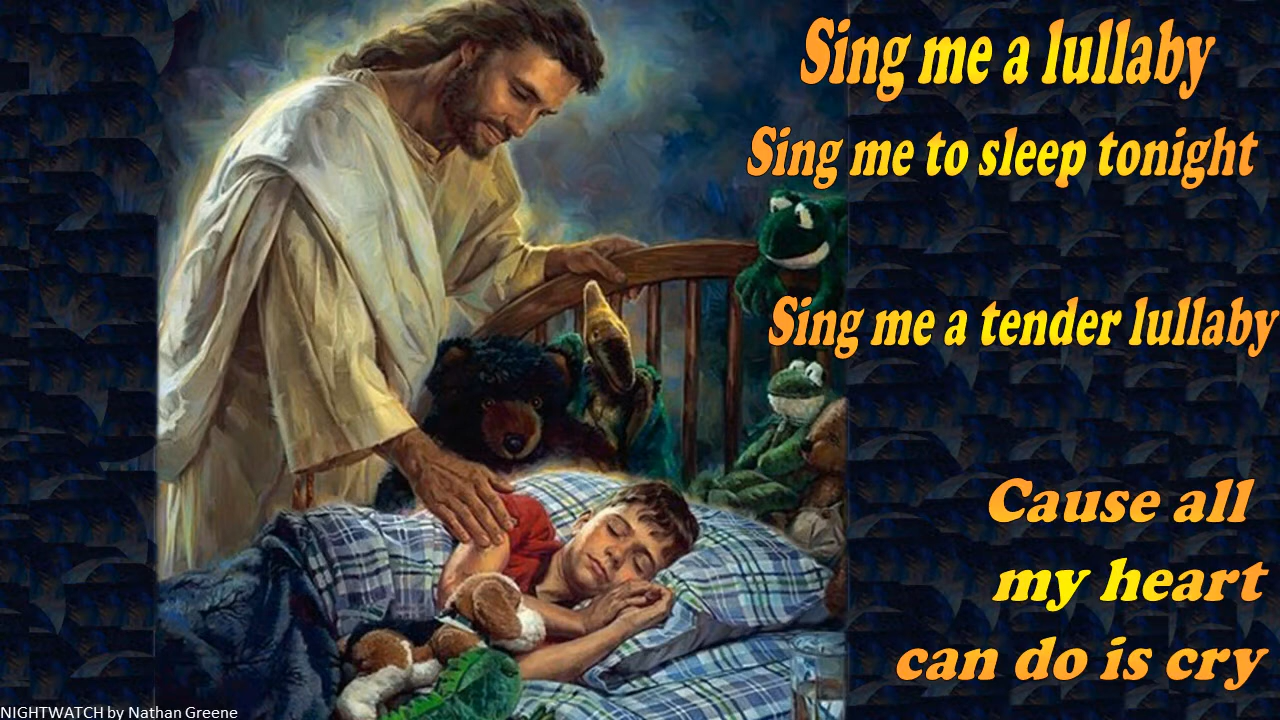 Sing me a lullaby
Sing me to sleep tonight
Sing me a tender lullaby
Cause all
my heart
can do is cry
NIGHTWATCH by Nathan Greene